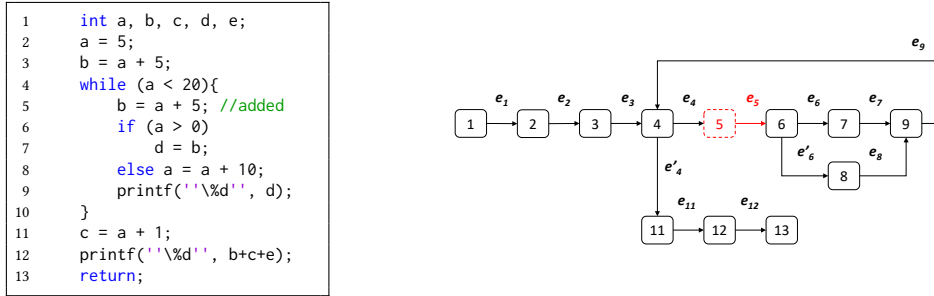 1 int a, b, c, d, e;
2 a = 5;
3 b = a + 5;
4 while (a < 20){
5 b = a + 5; //added
6 if (a > 0)
7 d = b;
8 else a = a + 10;
9 printf(''\%d'', d);
10 }
11 c = a + 1;
12 printf(''\%d'', b+c+e);
13 return;
e9
e1 e2 e3 e4 e5 e6 e7
1 2 3 4 5 6 7 9
e'4 e'6 e8
8
e11 e12
11 12 13